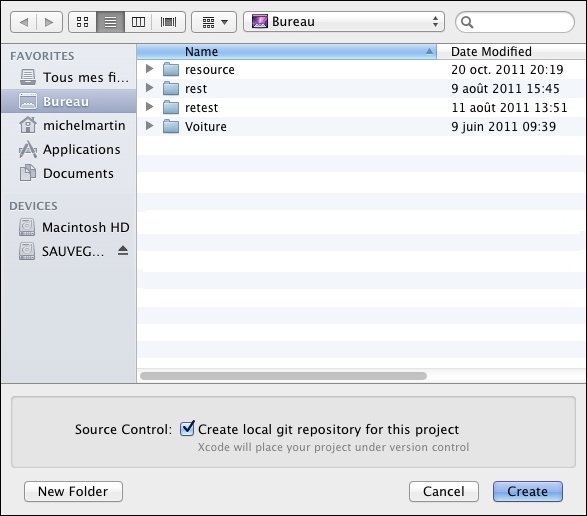 Bureau
Name Date Modified
FAVORITES
Tous mes fi...
Bureau
michelmartin
Applications
Documents
DEVICES
Macintosh HD
SAUVEG...
resource 20 oct. 2011 20:19
rest 9 août 2011 15:45
retest 11 août 2011 13:51
Voiture 9 juin 2011 09:39
Source Control: Create local git repository for this project
Xcode will place your project under version control
New Folder Cancel Create